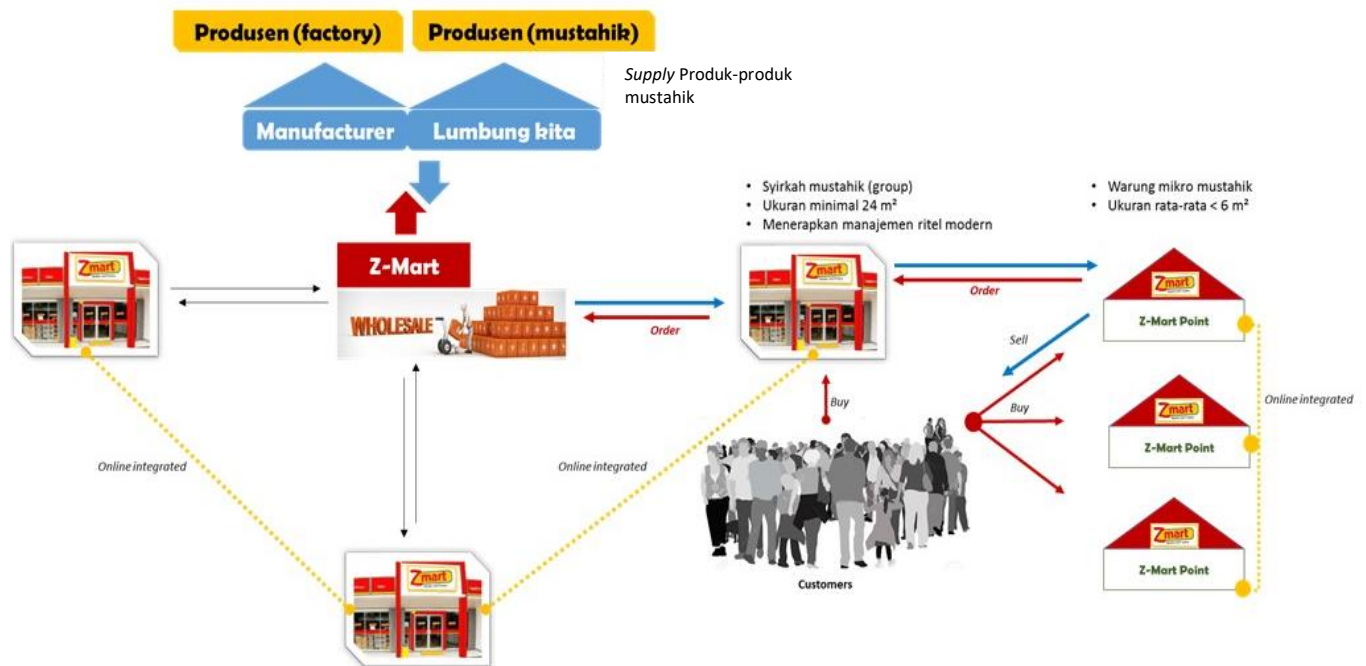 Produsen (factory)
Produsen (mustahik)
Supply Produk-produk
mustahik
Manufacturer
Lumbung kita
• Syirkah mustahik (group)
• Ukuran minimal 24 m²
• Menerapkan manajemen ritel modern
• Warung mikro mustahik
• Ukuran rata-rata < 6 m²
Zmart
Z-Mart
WHOLESALE
Order
Zmart
Order
Zmart
Z-Mart Point
Sell
Buy
Buy
Zmart
Z-Mart Point
Online integrated
Online integrated
Online integrated
Zmart
Z-Mart Point
Customers
Zmart